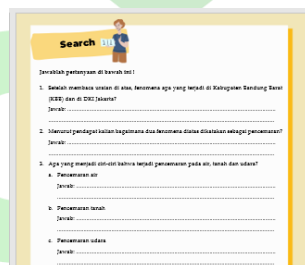 Search
Jawablah pertanyaan di bawah ini !
1. Setelah membaca uraian di atas, fenomena apa yang terjadi di Kabupaten Bandung Barat
(KBB) dan di DKI Jakarta?
Jawab:
2. Menurut pendapat kalian bagaimana dua fenomena diatas dikatakan sebagai pencemaran?
Jawab:
3. Apa yang menjadi ciri-ciri bahwa terjadi pencemaran pada air, tanah dan udara?
a. Pencemaran air
Jawab:
b. Pencemaran tanah
Jawab:
c. Pencemaran udara
Jawab: